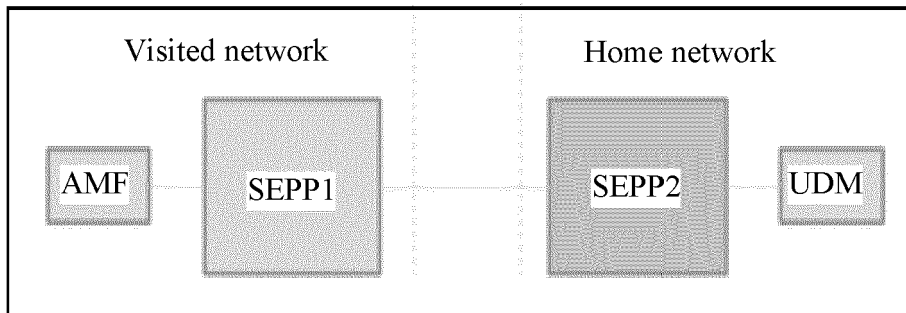 Visited network
Home network
AMF
SEPP1
SEPP2
UDM